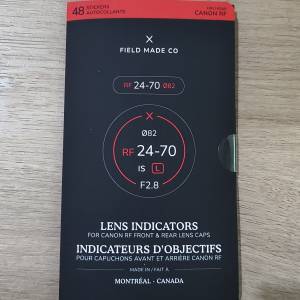 48 STICKERS
AUTOCOLLANTS
CANON RF
X
FIELD MADE CO
RF 24-70 Ø82
X
Ø82
RF 24-70
IS L
F2.8
LENS INDICATORS
FOR CANON RF FRONT & REAR LENS CAPS
INDICATEURS D'OBJECTIFS
POUR CAPUCHONS AVANT ET ARRIÈRE CANON RF
MADE IN / FAIT À
MONTRÉAL · CANADA